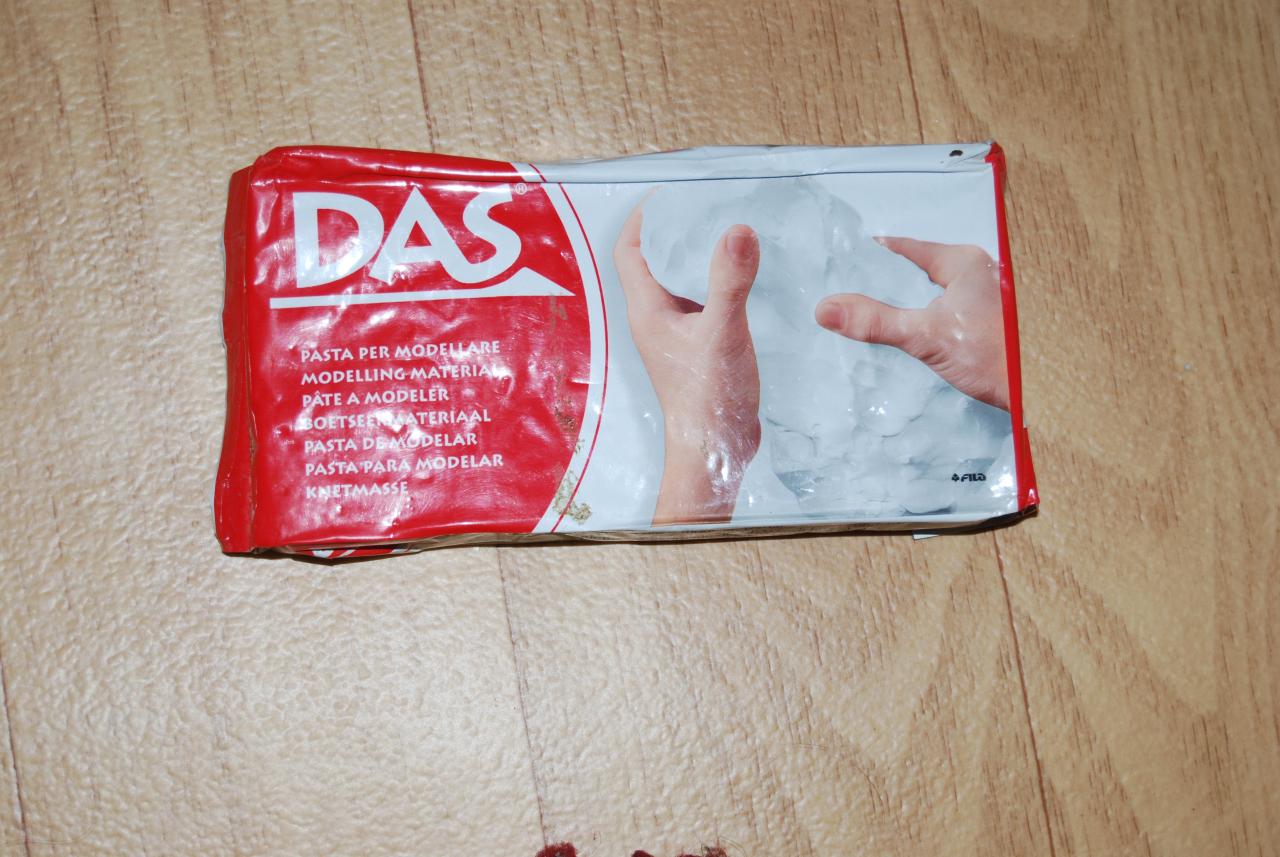 DAS®
PASTA PER MODELLARE
MODELLING MATERIAL
PÂTE A MODELER
BOETSEERMATERIAAL
PASTA DE MODELAR
PASTA PARA MODELAR
KNETMASSE
FILA